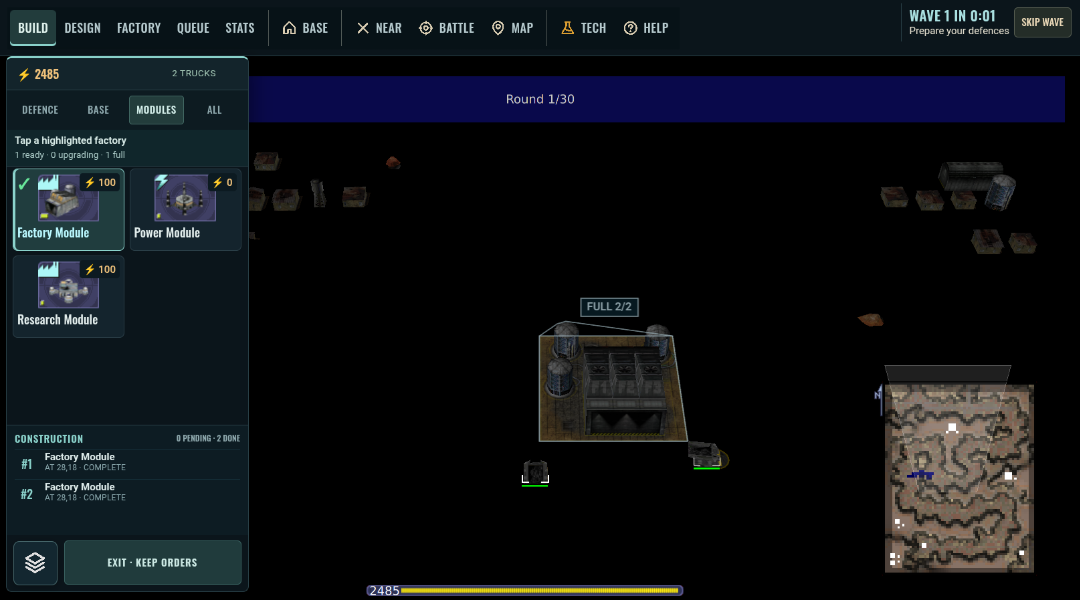 BUILD DESIGN FACTORY QUEUE STATS BASE NEAR BATTLE MAP TECH HELP
WAVE 1 IN 0:01
Prepare your defences
SKIP WAVE
2485
2 TRUCKS
DEFENCE BASE MODULES ALL
Tap a highlighted factory
1 ready · 0 upgrading · 1 full
100
Factory Module
0
Power Module
100
Research Module
CONSTRUCTION
0 PENDING · 2 DONE
#1
Factory Module
AT 28,18 · COMPLETE
#2
Factory Module
AT 28,18 · COMPLETE
EXIT · KEEP ORDERS
Round 1/30
FULL 2/2
N
2485